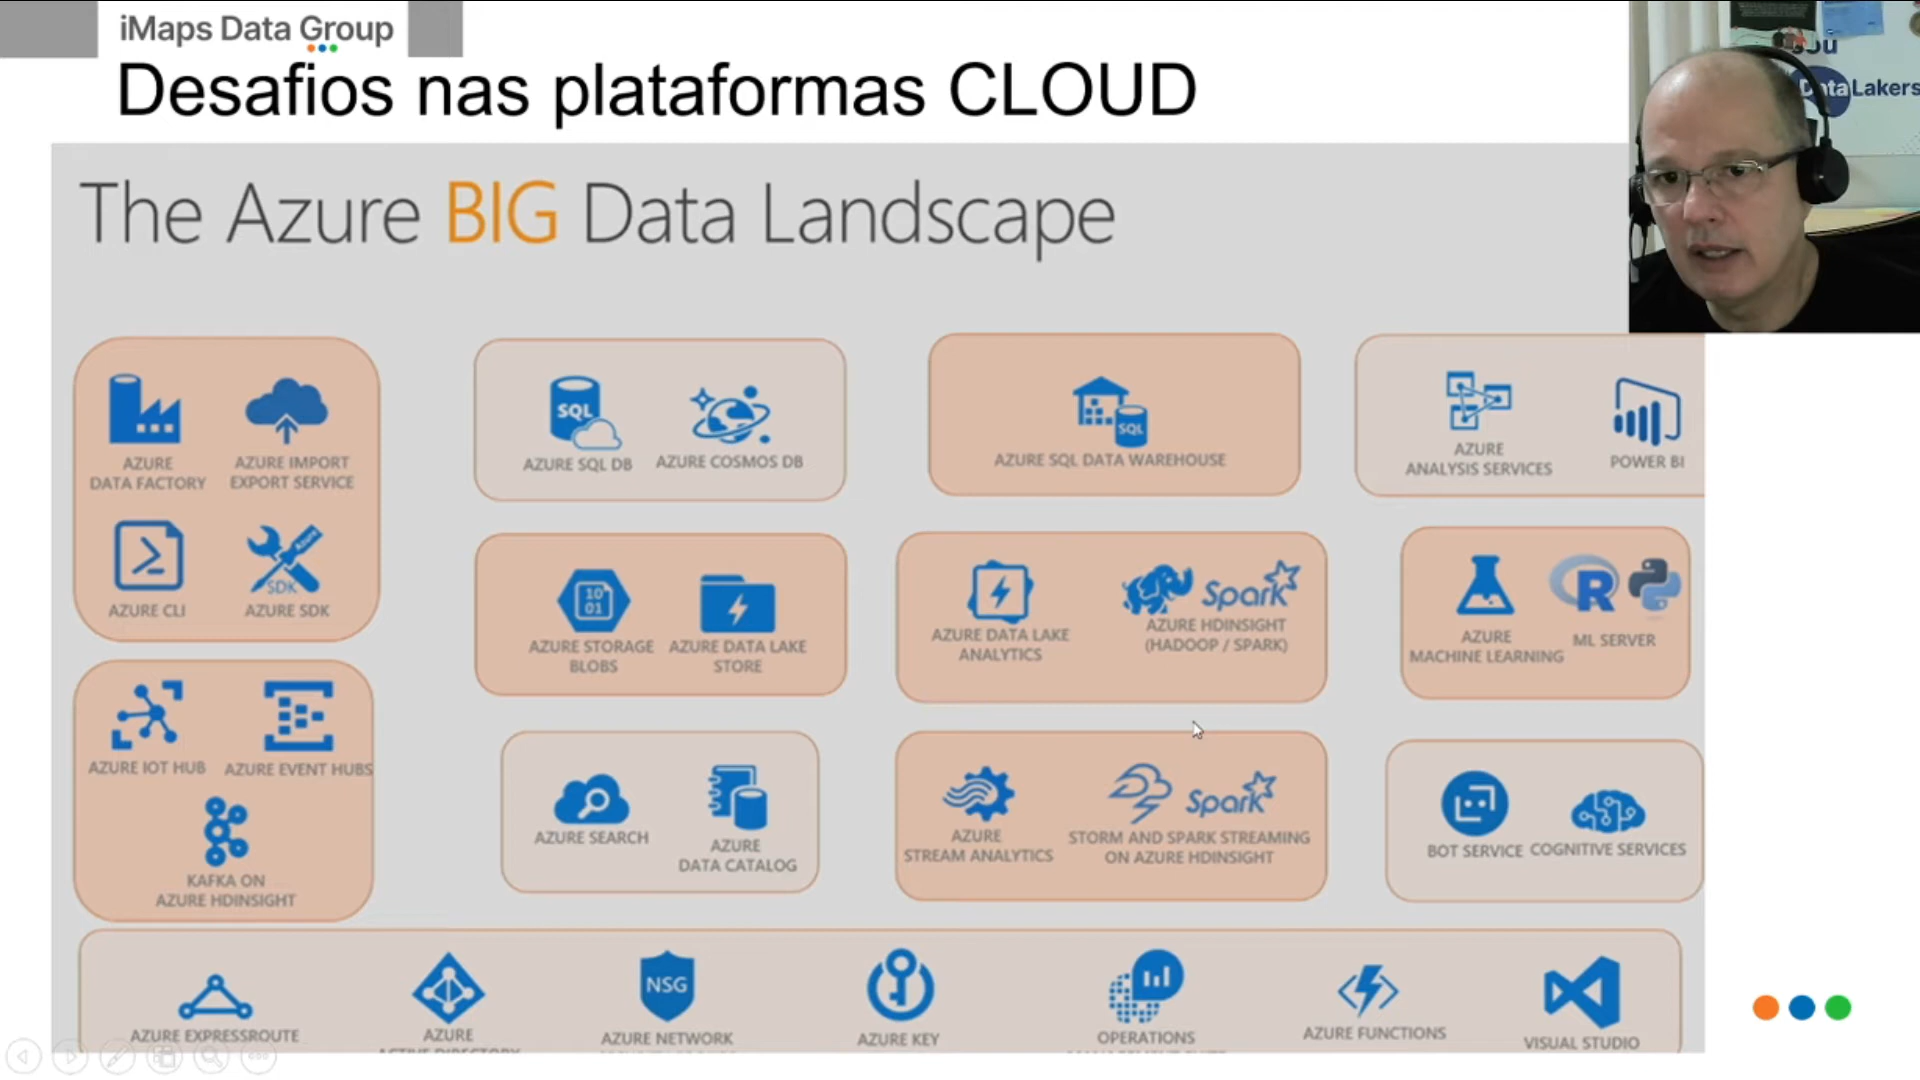 iMaps Data Group
Desafios nas plataformas CLOUD
Data Lakers
The Azure BIG Data Landscape
AZURE
DATA FACTORY
AZURE IMPORT
EXPORT SERVICE
AZURE CLI
SDK
AZURE SDK
SQL
AZURE SQL DB
AZURE COSMOS DB
SQL
AZURE SQL DATA WAREHOUSE
AZURE
ANALYSIS SERVICES
POWER BI
10
01
AZURE STORAGE
BLOBS
AZURE DATA LAKE
STORE
AZURE DATA LAKE
ANALYTICS
Spark
AZURE HDINSIGHT
(HADOOP / SPARK)
AZURE
MACHINE LEARNING
R
ML SERVER
AZURE IOT HUB
AZURE EVENT HUBS
KAFKA ON
AZURE HDINSIGHT
AZURE SEARCH
AZURE
DATA CATALOG
AZURE
STREAM ANALYTICS
Spark
STORM AND SPARK STREAMING
ON AZURE HDINSIGHT
BOT SERVICE
COGNITIVE SERVICES
AZURE EXPRESSROUTE
AZURE
ACTIVE DIRECTORY
NSG
AZURE NETWORK
AZURE KEY
OPERATIONS
AZURE FUNCTIONS
VISUAL STUDIO